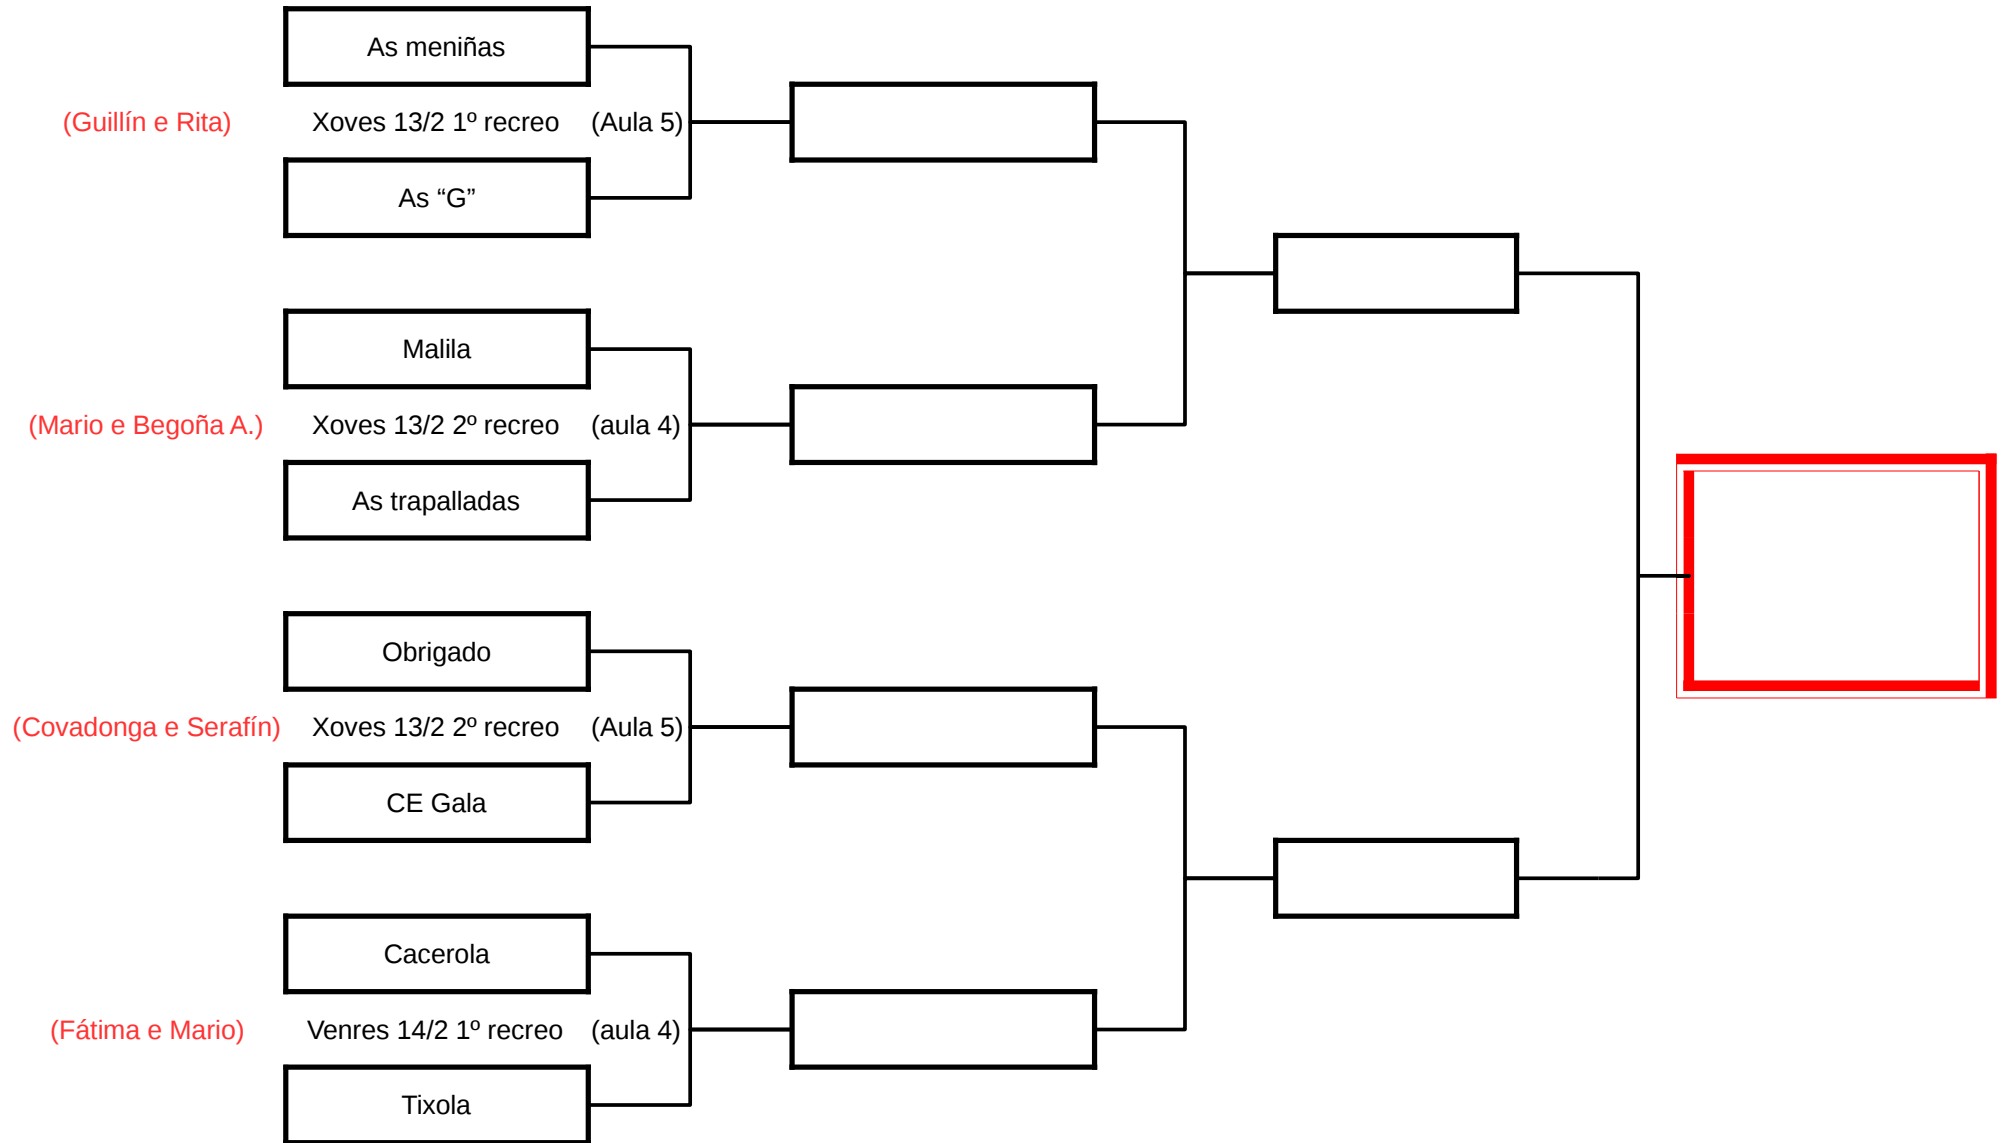 As meniñas
(Guillín e Rita) Xoves 13/2 1º recreo (Aula 5)
As “G”
Malila
(Mario e Begoña A.) Xoves 13/2 2º recreo (aula 4)
As trapalladas
Obrigado
(Covadonga e Serafín) Xoves 13/2 2º recreo (Aula 5)
CE Gala
Cacerola
(Fátima e Mario) Venres 14/2 1º recreo (aula 4)
Tixola